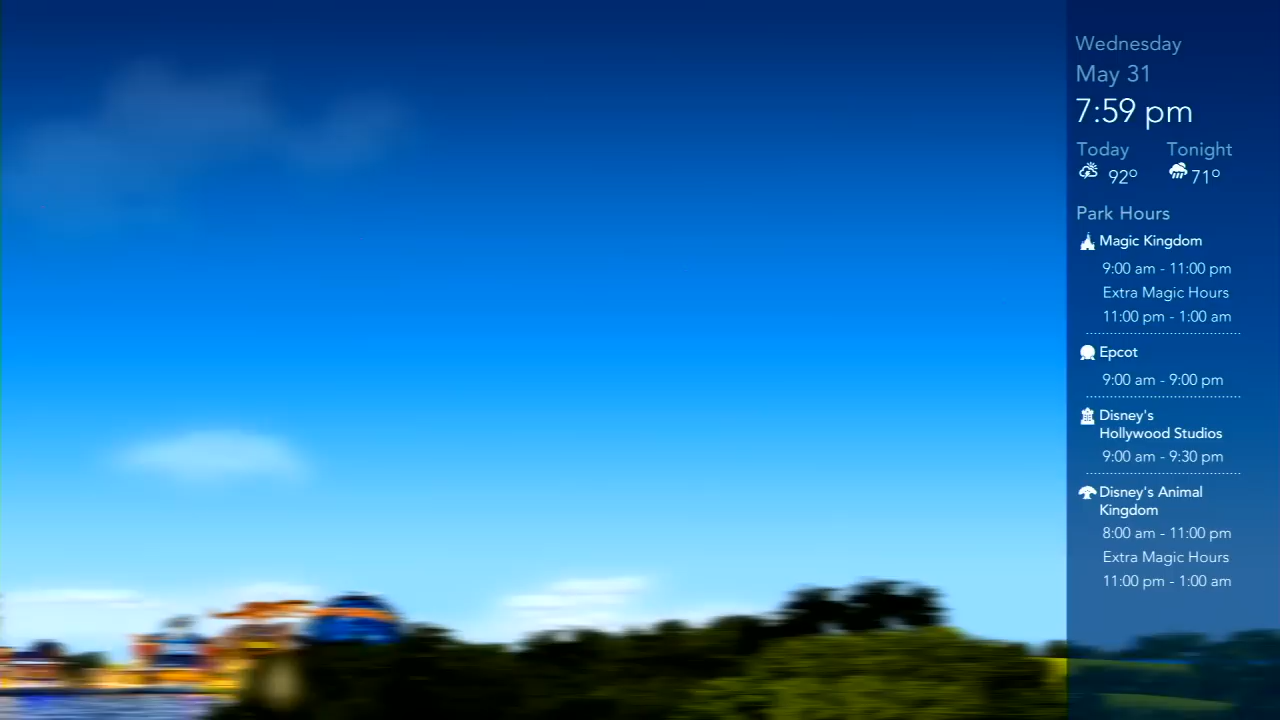 Wednesday
May 31
7:59 pm
Today Tonight
92° 71°
Park Hours
Magic Kingdom
9:00 am - 11:00 pm
Extra Magic Hours
11:00 pm - 1:00 am
Epcot
9:00 am - 9:00 pm
Disney's
Hollywood Studios
9:00 am - 9:30 pm
Disney's Animal
Kingdom
8:00 am - 11:00 pm
Extra Magic Hours
11:00 pm - 1:00 am